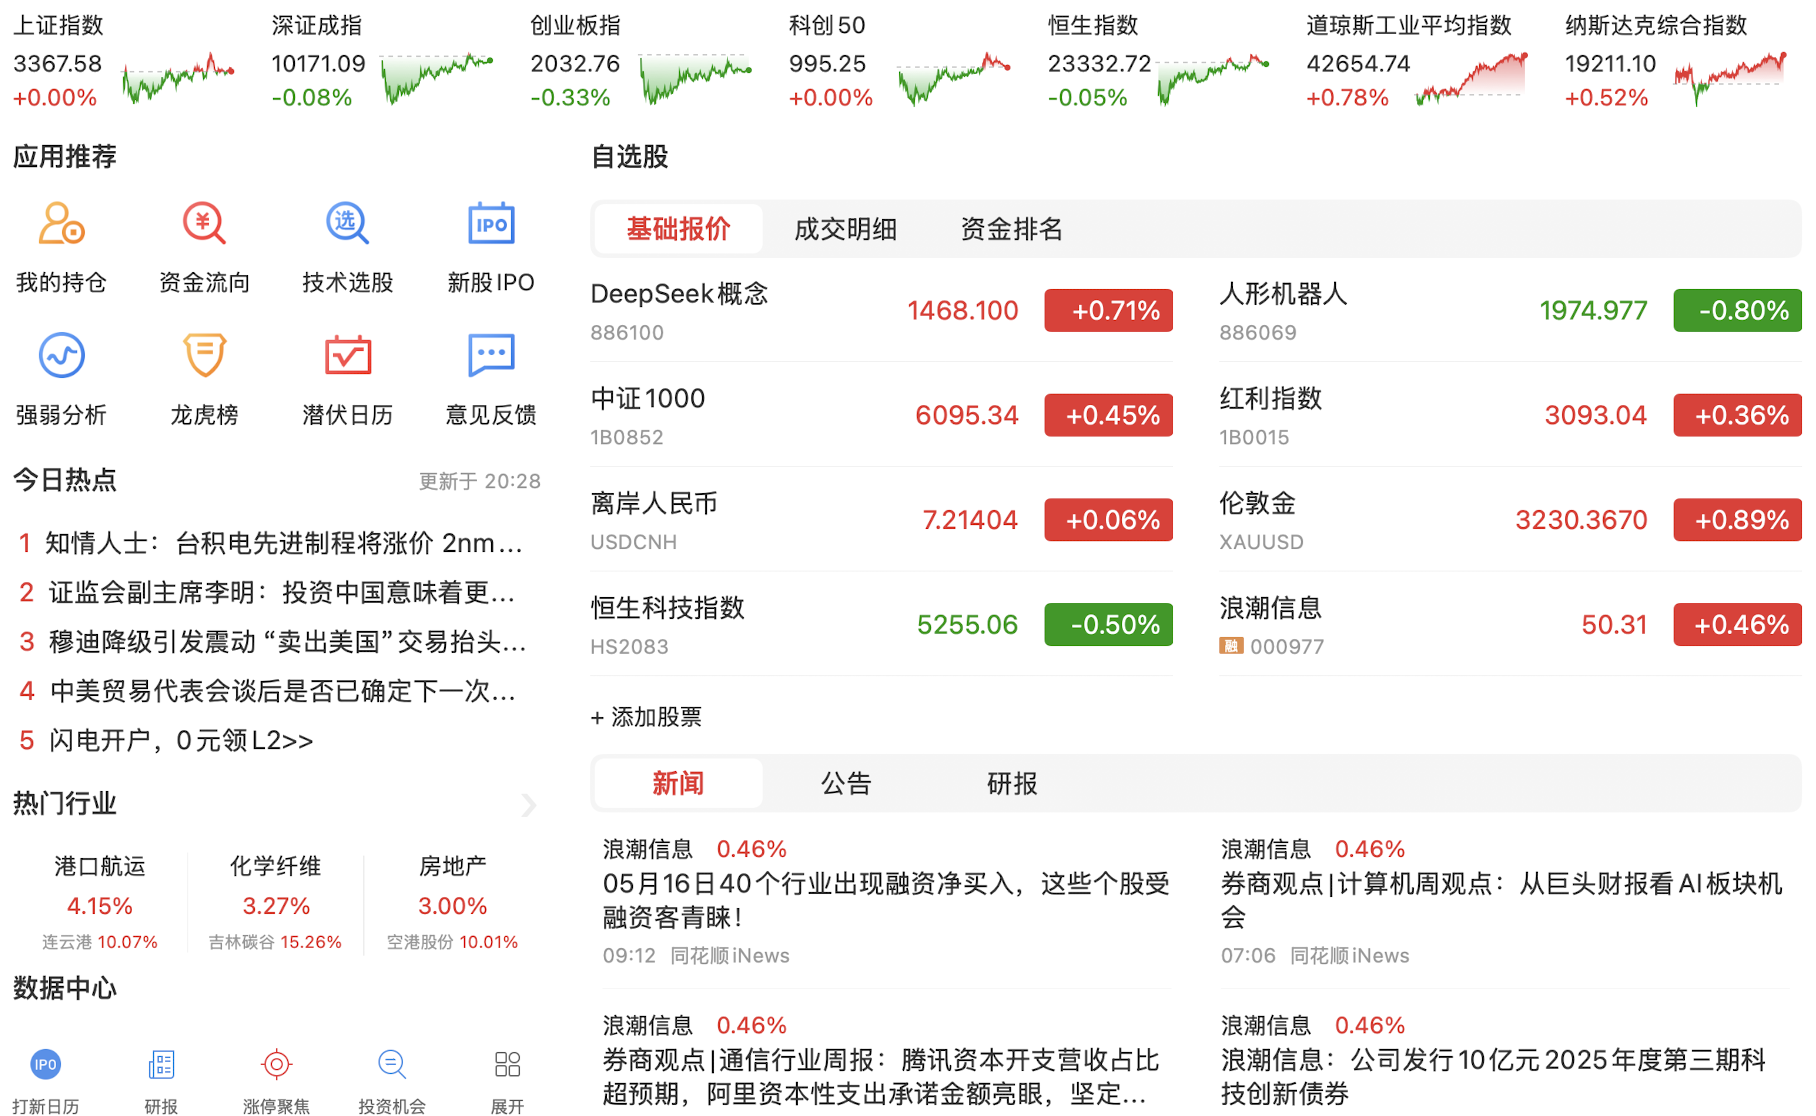 上证指数
3367.58
+0.00%
深证成指
10171.09
-0.08%
创业板指
2032.76
-0.33%
科创50
995.25
+0.00%
恒生指数
23332.72
-0.05%
道琼斯工业平均指数
42654.74
+0.78%
纳斯达克综合指数
19211.10
+0.52%
应用推荐
我的持仓
¥
资金流向
选
技术选股
IPO
新股IPO
强弱分析
龙虎榜
潜伏日历
意见反馈
今日热点
更新于 20:28
1 知情人士：台积电先进制程将涨价 2nm...
2 证监会副主席李明：投资中国意味着更...
3 穆迪降级引发震动 “卖出美国”交易抬头...
4 中美贸易代表会谈后是否已确定下一次...
5 闪电开户，0元领L2>>
热门行业
港口航运
4.15%
连云港 10.07%
化学纤维
3.27%
吉林碳谷 15.26%
房地产
3.00%
空港股份 10.01%
数据中心
IPO
打新日历
研报
涨停聚焦
投资机会
展开
自选股
基础报价 成交明细 资金排名
DeepSeek概念
886100
1468.100 +0.71%
人形机器人
886069
1974.977 -0.80%
中证1000
1B0852
6095.34 +0.45%
红利指数
1B0015
3093.04 +0.36%
离岸人民币
USDCNH
7.21404 +0.06%
伦敦金
XAUUSD
3230.3670 +0.89%
恒生科技指数
HS2083
5255.06 -0.50%
浪潮信息
融 000977
50.31 +0.46%
+ 添加股票
新闻 公告 研报
浪潮信息 0.46%
05月16日40个行业出现融资净买入，这些个股受
融资客青睐！
09:12 同花顺iNews
浪潮信息 0.46%
券商观点|计算机周观点：从巨头财报看AI板块机
会
07:06 同花顺iNews
浪潮信息 0.46%
券商观点|通信行业周报：腾讯资本开支营收占比
超预期，阿里资本性支出承诺金额亮眼，坚定...
浪潮信息 0.46%
浪潮信息：公司发行10亿元2025年度第三期科
技创新债券